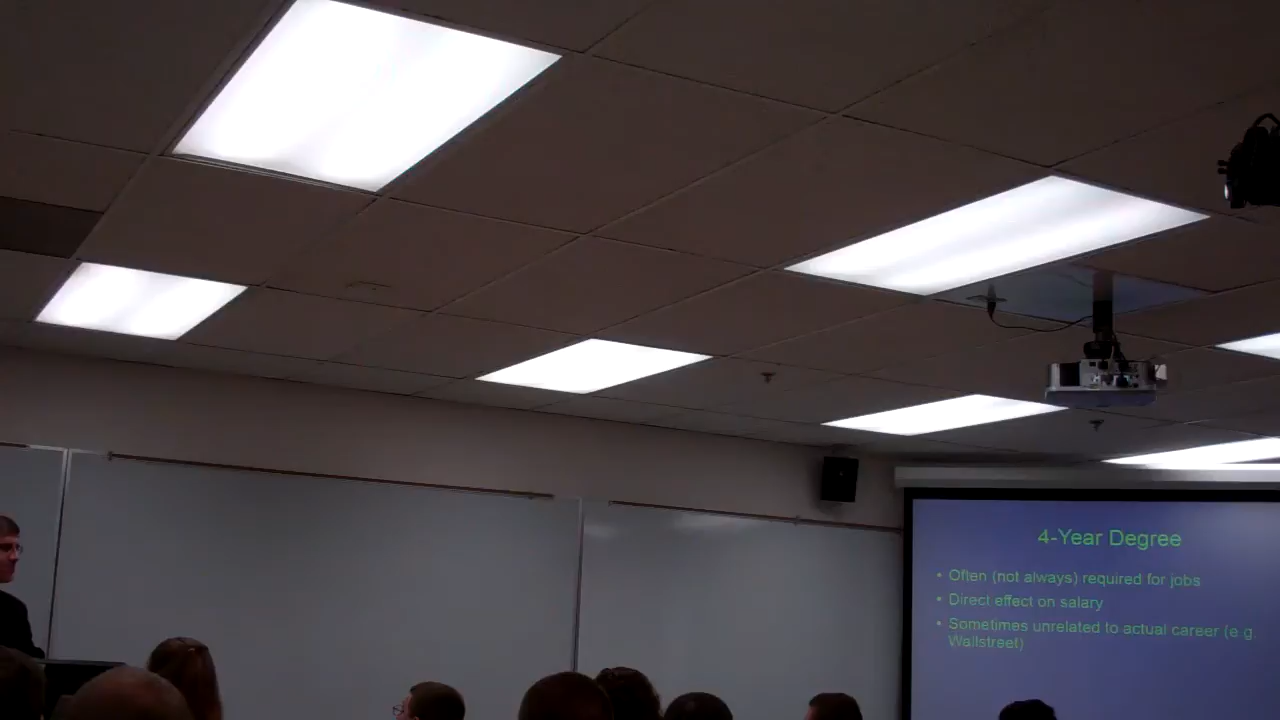 4-Year Degree
• Often (not always) required for jobs
• Direct effect on salary
• Sometimes unrelated to actual career (e.g.
Wallstreet)